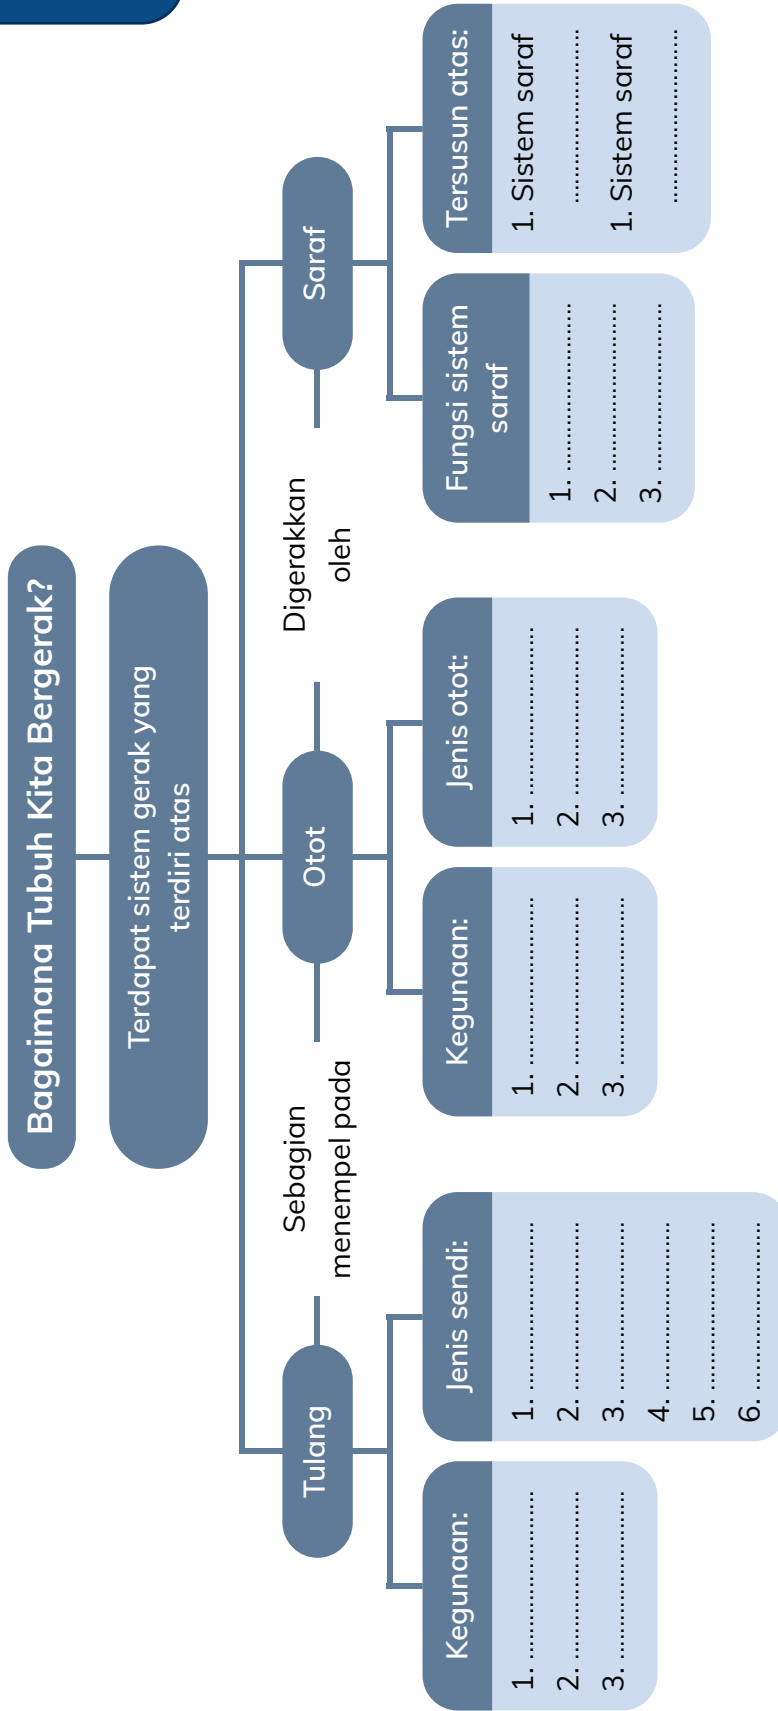 Bagaimana Tubuh Kita Bergerak?
Terdapat sistem gerak yang
terdiri atas
Tulang
Sebagian
menempel pada
Otot
Digerakkan
oleh
Saraf
Kegunaan:
1. ................................
2. ................................
3. ................................
Jenis sendi:
1. ................................
2. ................................
3. ................................
4. ................................
5. ................................
6. ................................
Kegunaan:
1. ................................
2. ................................
3. ................................
Jenis otot:
1. ................................
2. ................................
3. ................................
Fungsi sistem
saraf
1. ................................
2. ................................
3. ................................
Tersusun atas:
1. Sistem saraf
................................
1. Sistem saraf
................................